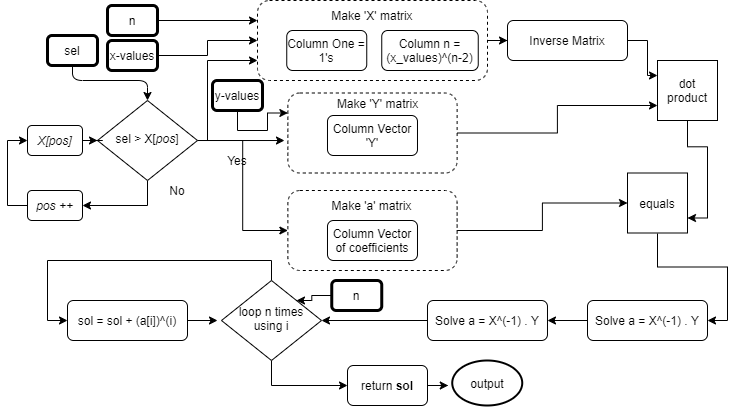 n
Make 'X' matrix
sel
x-values
Column One =
1's
Column n =
(x_values)^(n-2)
Inverse Matrix
dot
product
y-values
Make 'Y' matrix
Column Vector
'Y'
X[pos]
sel > X[pos]
Yes
No
pos ++
Make 'a' matrix
Column Vector
of coefficients
equals
n
sol = sol + (a[i])^(i)
loop n times
using i
Solve a = X^(-1) . Y
Solve a = X^(-1) . Y
return sol
output